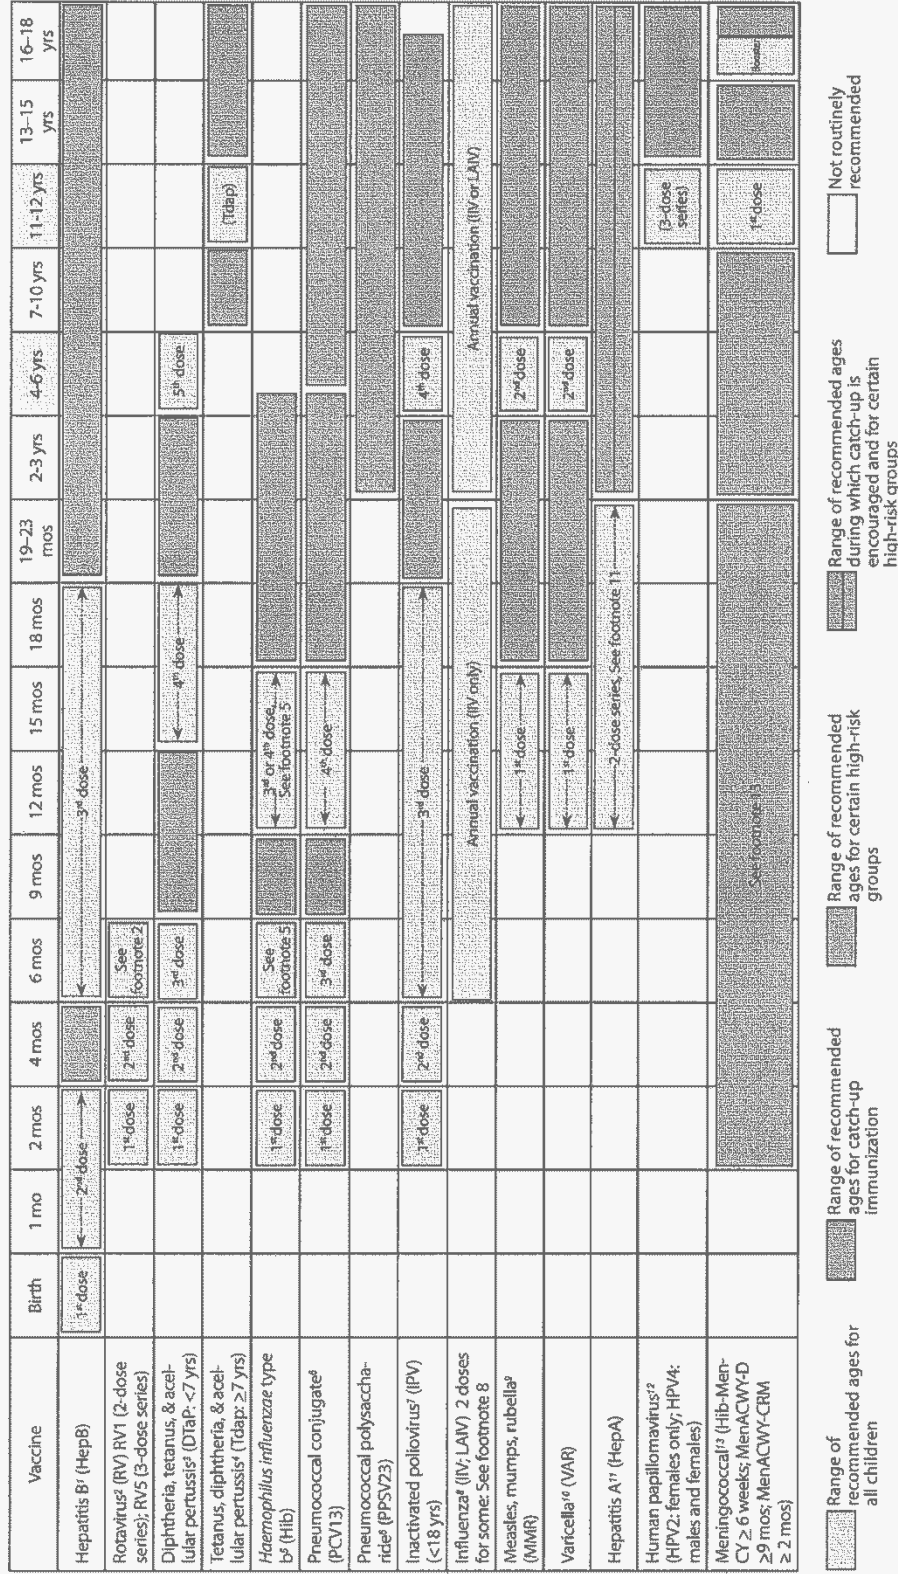 Vaccine
Birth
1 mo
2 mos
4 mos
6 mos
9 mos
12 mos
15 mos
18 mos
19–23
mos
2-3 yrs
4-6 yrs
7-10 yrs
11-12 yrs
13–15
yrs
16–18
yrs
Hepatitis B¹ (HepB)
1ˢᵗ dose
2ⁿᵈ dose
3ʳᵈ dose
Rotavirus² (RV) RV1 (2-dose
series); RV5 (3-dose series)
1ˢᵗ dose
2ⁿᵈ dose
See
footnote 2
Diphtheria, tetanus, & acel-
lular pertussis³ (DTaP: <7 yrs)
1ˢᵗ dose
2ⁿᵈ dose
3ʳᵈ dose
4ᵗʰ dose
5ᵗʰ dose
Tetanus, diphtheria, & acel-
lular pertussis⁴ (Tdap: ≥7 yrs)
(Tdap)
Haemophilus influenzae type
b⁵ (Hib)
1ˢᵗ dose
2ⁿᵈ dose
See
footnote 5
3ʳᵈ or 4ᵗʰ dose,
See footnote 5
Pneumococcal conjugate⁶
(PCV13)
1ˢᵗ dose
2ⁿᵈ dose
3ʳᵈ dose
4ᵗʰ dose
Pneumococcal polysaccha-
ride⁶ (PPSV23)
Inactivated poliovirus⁷ (IPV)
(<18 yrs)
1ˢᵗ dose
2ⁿᵈ dose
3ʳᵈ dose
4ᵗʰ dose
Influenza⁸ (IIV; LAIV) 2 doses
for some: See footnote 8
Annual vaccination (IIV only)
Annual vaccination (IIV or LAIV)
Measles, mumps, rubella⁹
(MMR)
1ˢᵗ dose
2ⁿᵈ dose
Varicella¹⁰ (VAR)
1ˢᵗ dose
2ⁿᵈ dose
Hepatitis A¹¹ (HepA)
2-dose series, See footnote 11
Human papillomavirus¹²
(HPV2: females only; HPV4:
males and females)
(3-dose
series)
Meningococcal¹³ (Hib-Men-
CY ≥ 6 weeks; MenACWY-D
≥9 mos; MenACWY-CRM
≥ 2 mos)
See footnote 13
1ˢᵗ dose
Booster
Range of
recommended ages for
all children
Range of recommended
ages for catch-up
immunization
Range of recommended
ages for certain high-risk
groups
Range of recommended ages
during which catch-up is
encouraged and for certain
high-risk groups
Not routinely
recommended